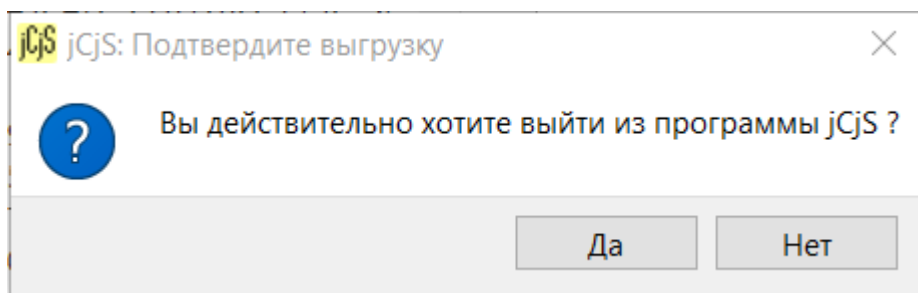 jCjS jCjS: Подтвердите выгрузку
? Вы действительно хотите выйти из программы jCjS ?
Да Нет